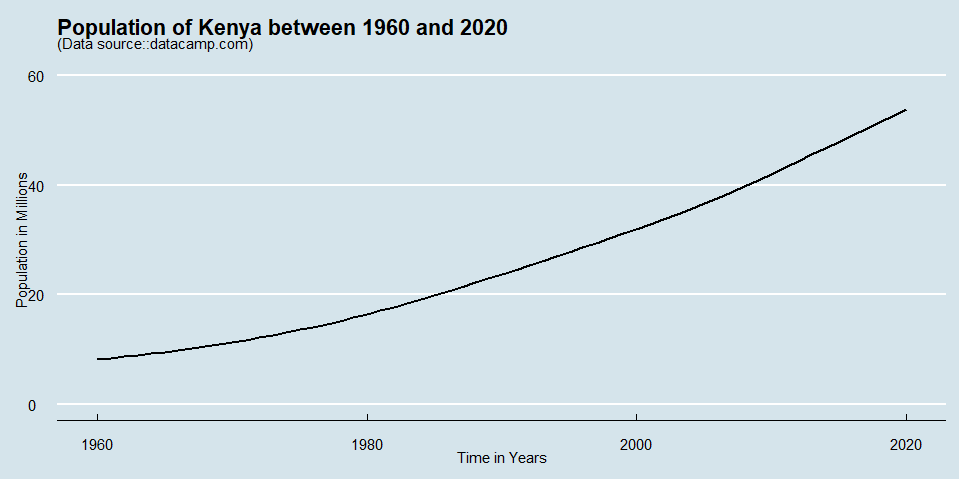 Population of Kenya between 1960 and 2020
(Data source::datacamp.com)
Population in Millions
60
40
20
0
1960 1980 2000 2020
Time in Years